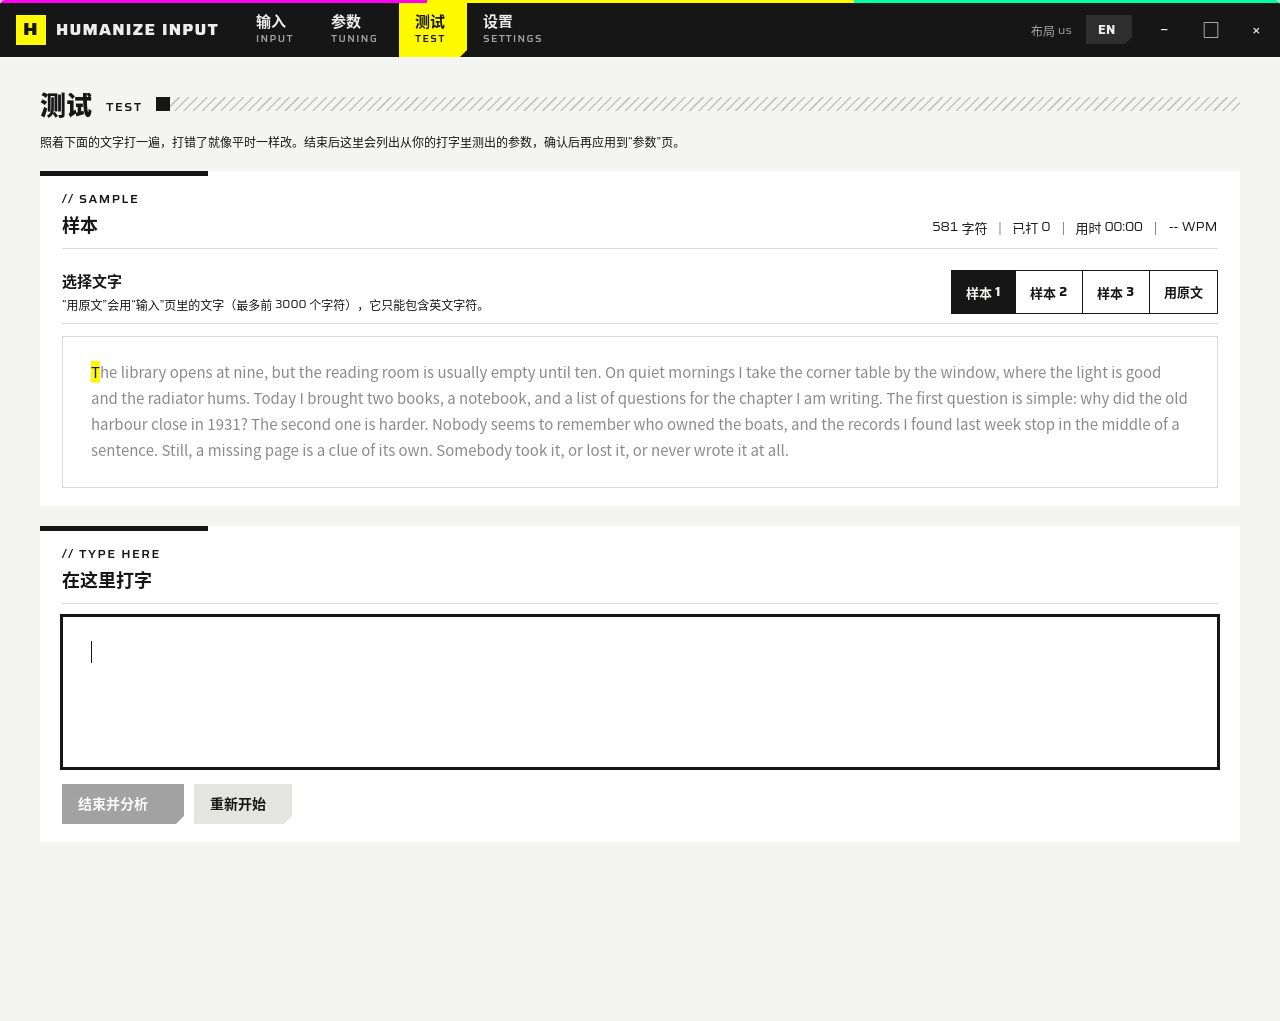 H HUMANIZE INPUT
输入
INPUT
参数
TUNING
测试
TEST
设置
SETTINGS
布局 us
EN
测试 TEST
照着下面的文字打一遍，打错了就像平时一样改。结束后这里会列出从你的打字里测出的参数，确认后再应用到“参数”页。
// SAMPLE
样本
581 字符 | 已打 0 | 用时 00:00 | -- WPM
选择文字
“用原文”会用“输入”页里的文字（最多前 3000 个字符），它只能包含英文字符。
样本 1
样本 2
样本 3
用原文
The library opens at nine, but the reading room is usually empty until ten. On quiet mornings I take the corner table by the window, where the light is good
and the radiator hums. Today I brought two books, a notebook, and a list of questions for the chapter I am writing. The first question is simple: why did the old
harbour close in 1931? The second one is harder. Nobody seems to remember who owned the boats, and the records I found last week stop in the middle of a
sentence. Still, a missing page is a clue of its own. Somebody took it, or lost it, or never wrote it at all.
// TYPE HERE
在这里打字
结束并分析
重新开始